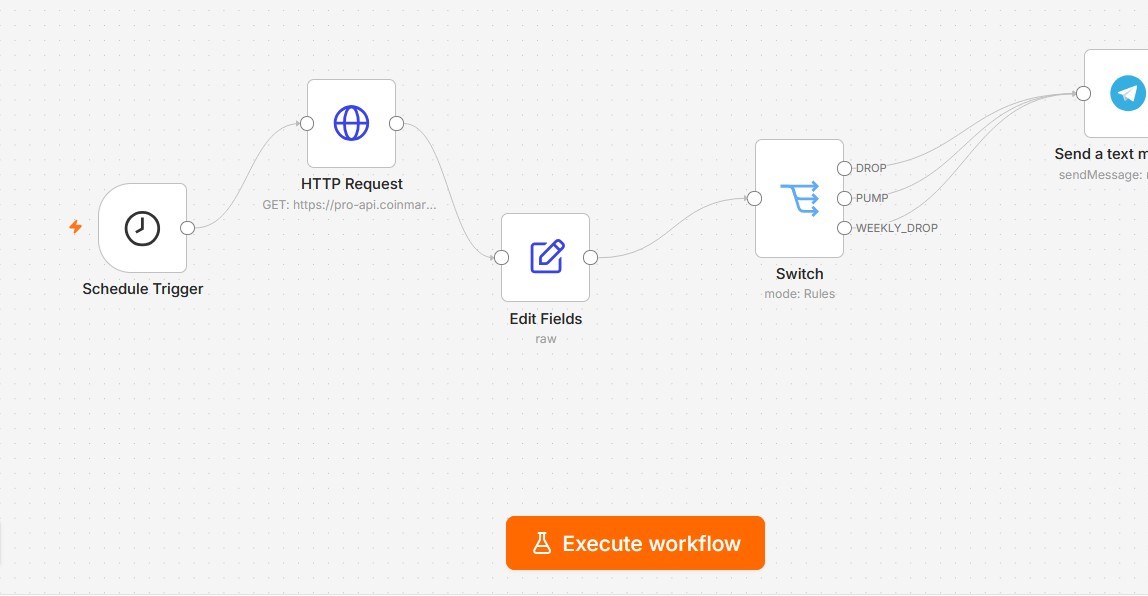 Schedule Trigger
HTTP Request
GET: https://pro-api.coinmar...
Edit Fields
raw
DROP
PUMP
WEEKLY_DROP
Switch
mode: Rules
Send a text m
sendMessage:
Execute workflow